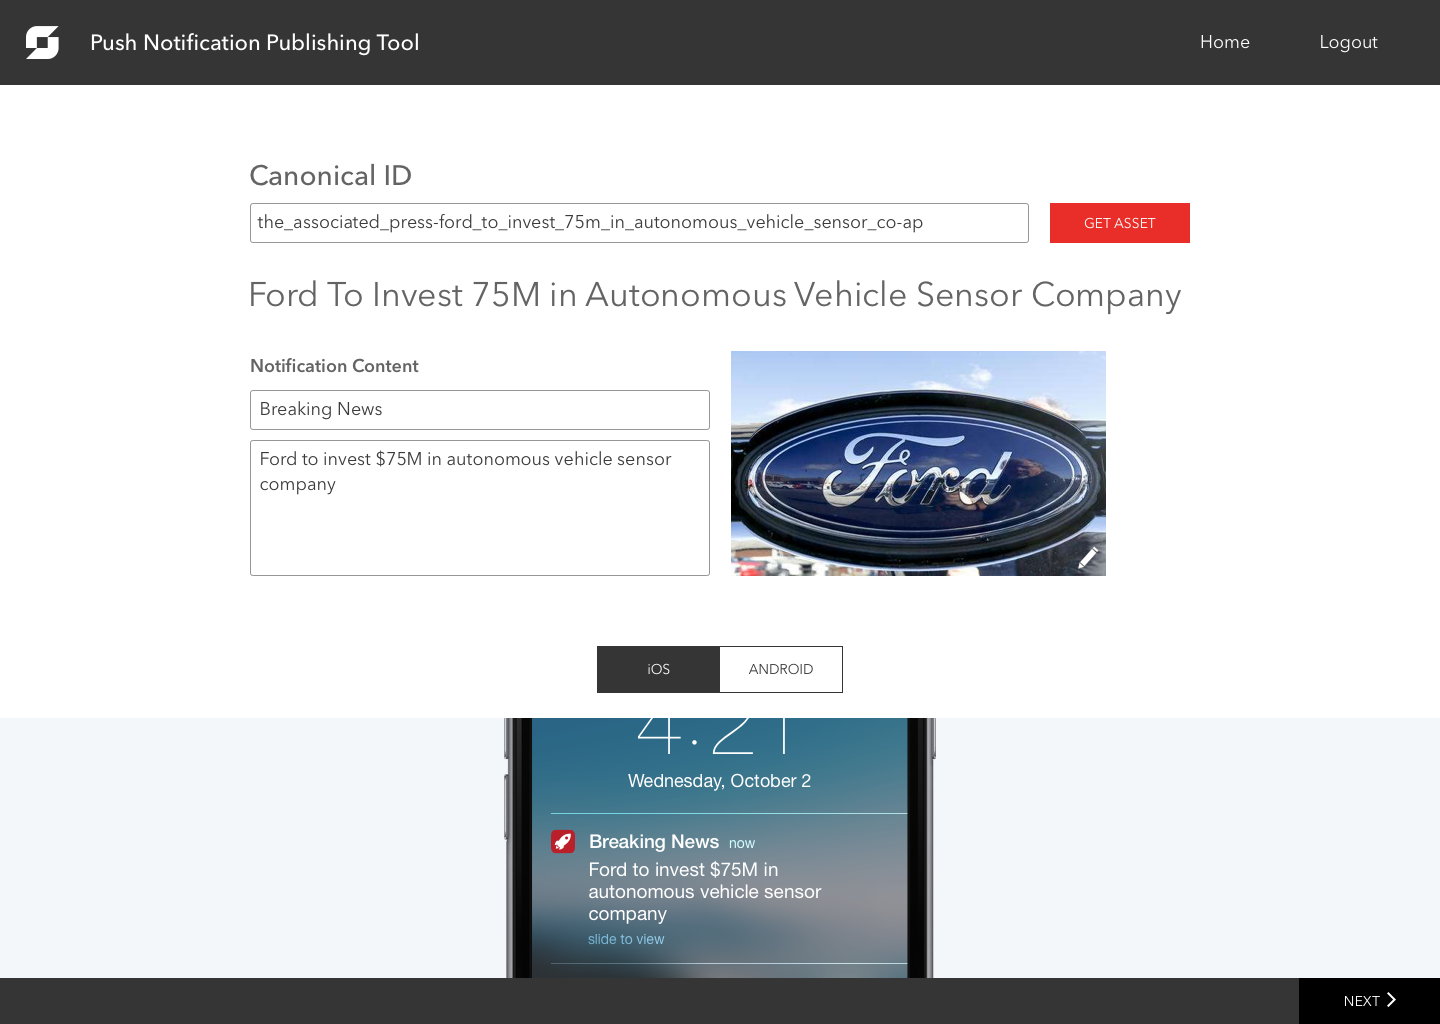 Push Notification Publishing Tool
Home
Logout
Canonical ID
the_associated_press-ford_to_invest_75m_in_autonomous_vehicle_sensor_co-ap
GET ASSET
Ford To Invest 75M in Autonomous Vehicle Sensor Company
Notification Content
Breaking News
Ford to invest $75M in autonomous vehicle sensor
company
Ford
iOS
ANDROID
4:21
Wednesday, October 2
Breaking News now
Ford to invest $75M in
autonomous vehicle sensor
company
slide to view
NEXT